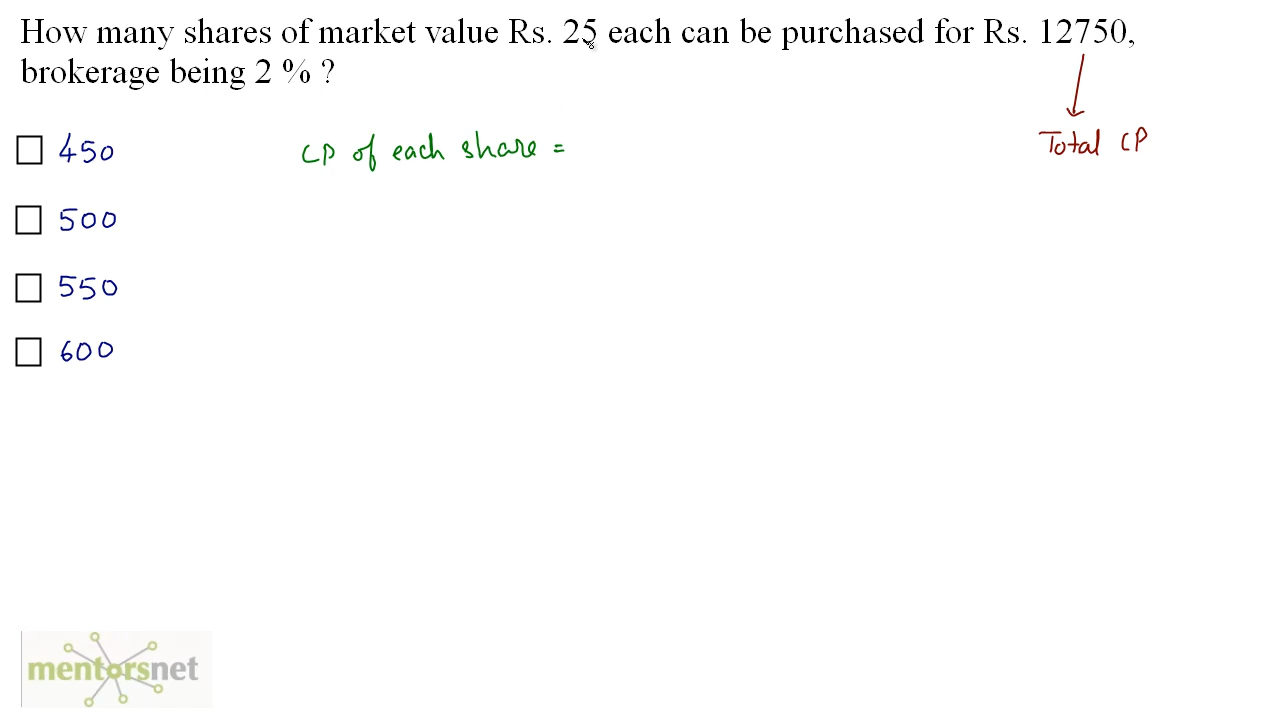 How many shares of market value Rs. 25 each can be purchased for Rs. 12750,
brokerage being 2 % ?
450
CP of each share =
Total CP
500
550
600
mentorsnet